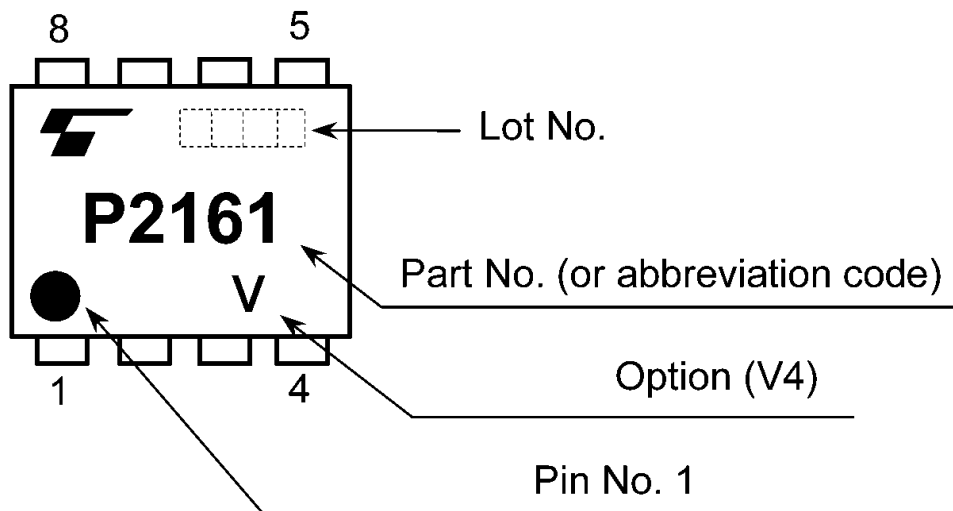 8 5
Lot No.
P2161
Part No. (or abbreviation code)
V
Option (V4)
1 4
Pin No. 1